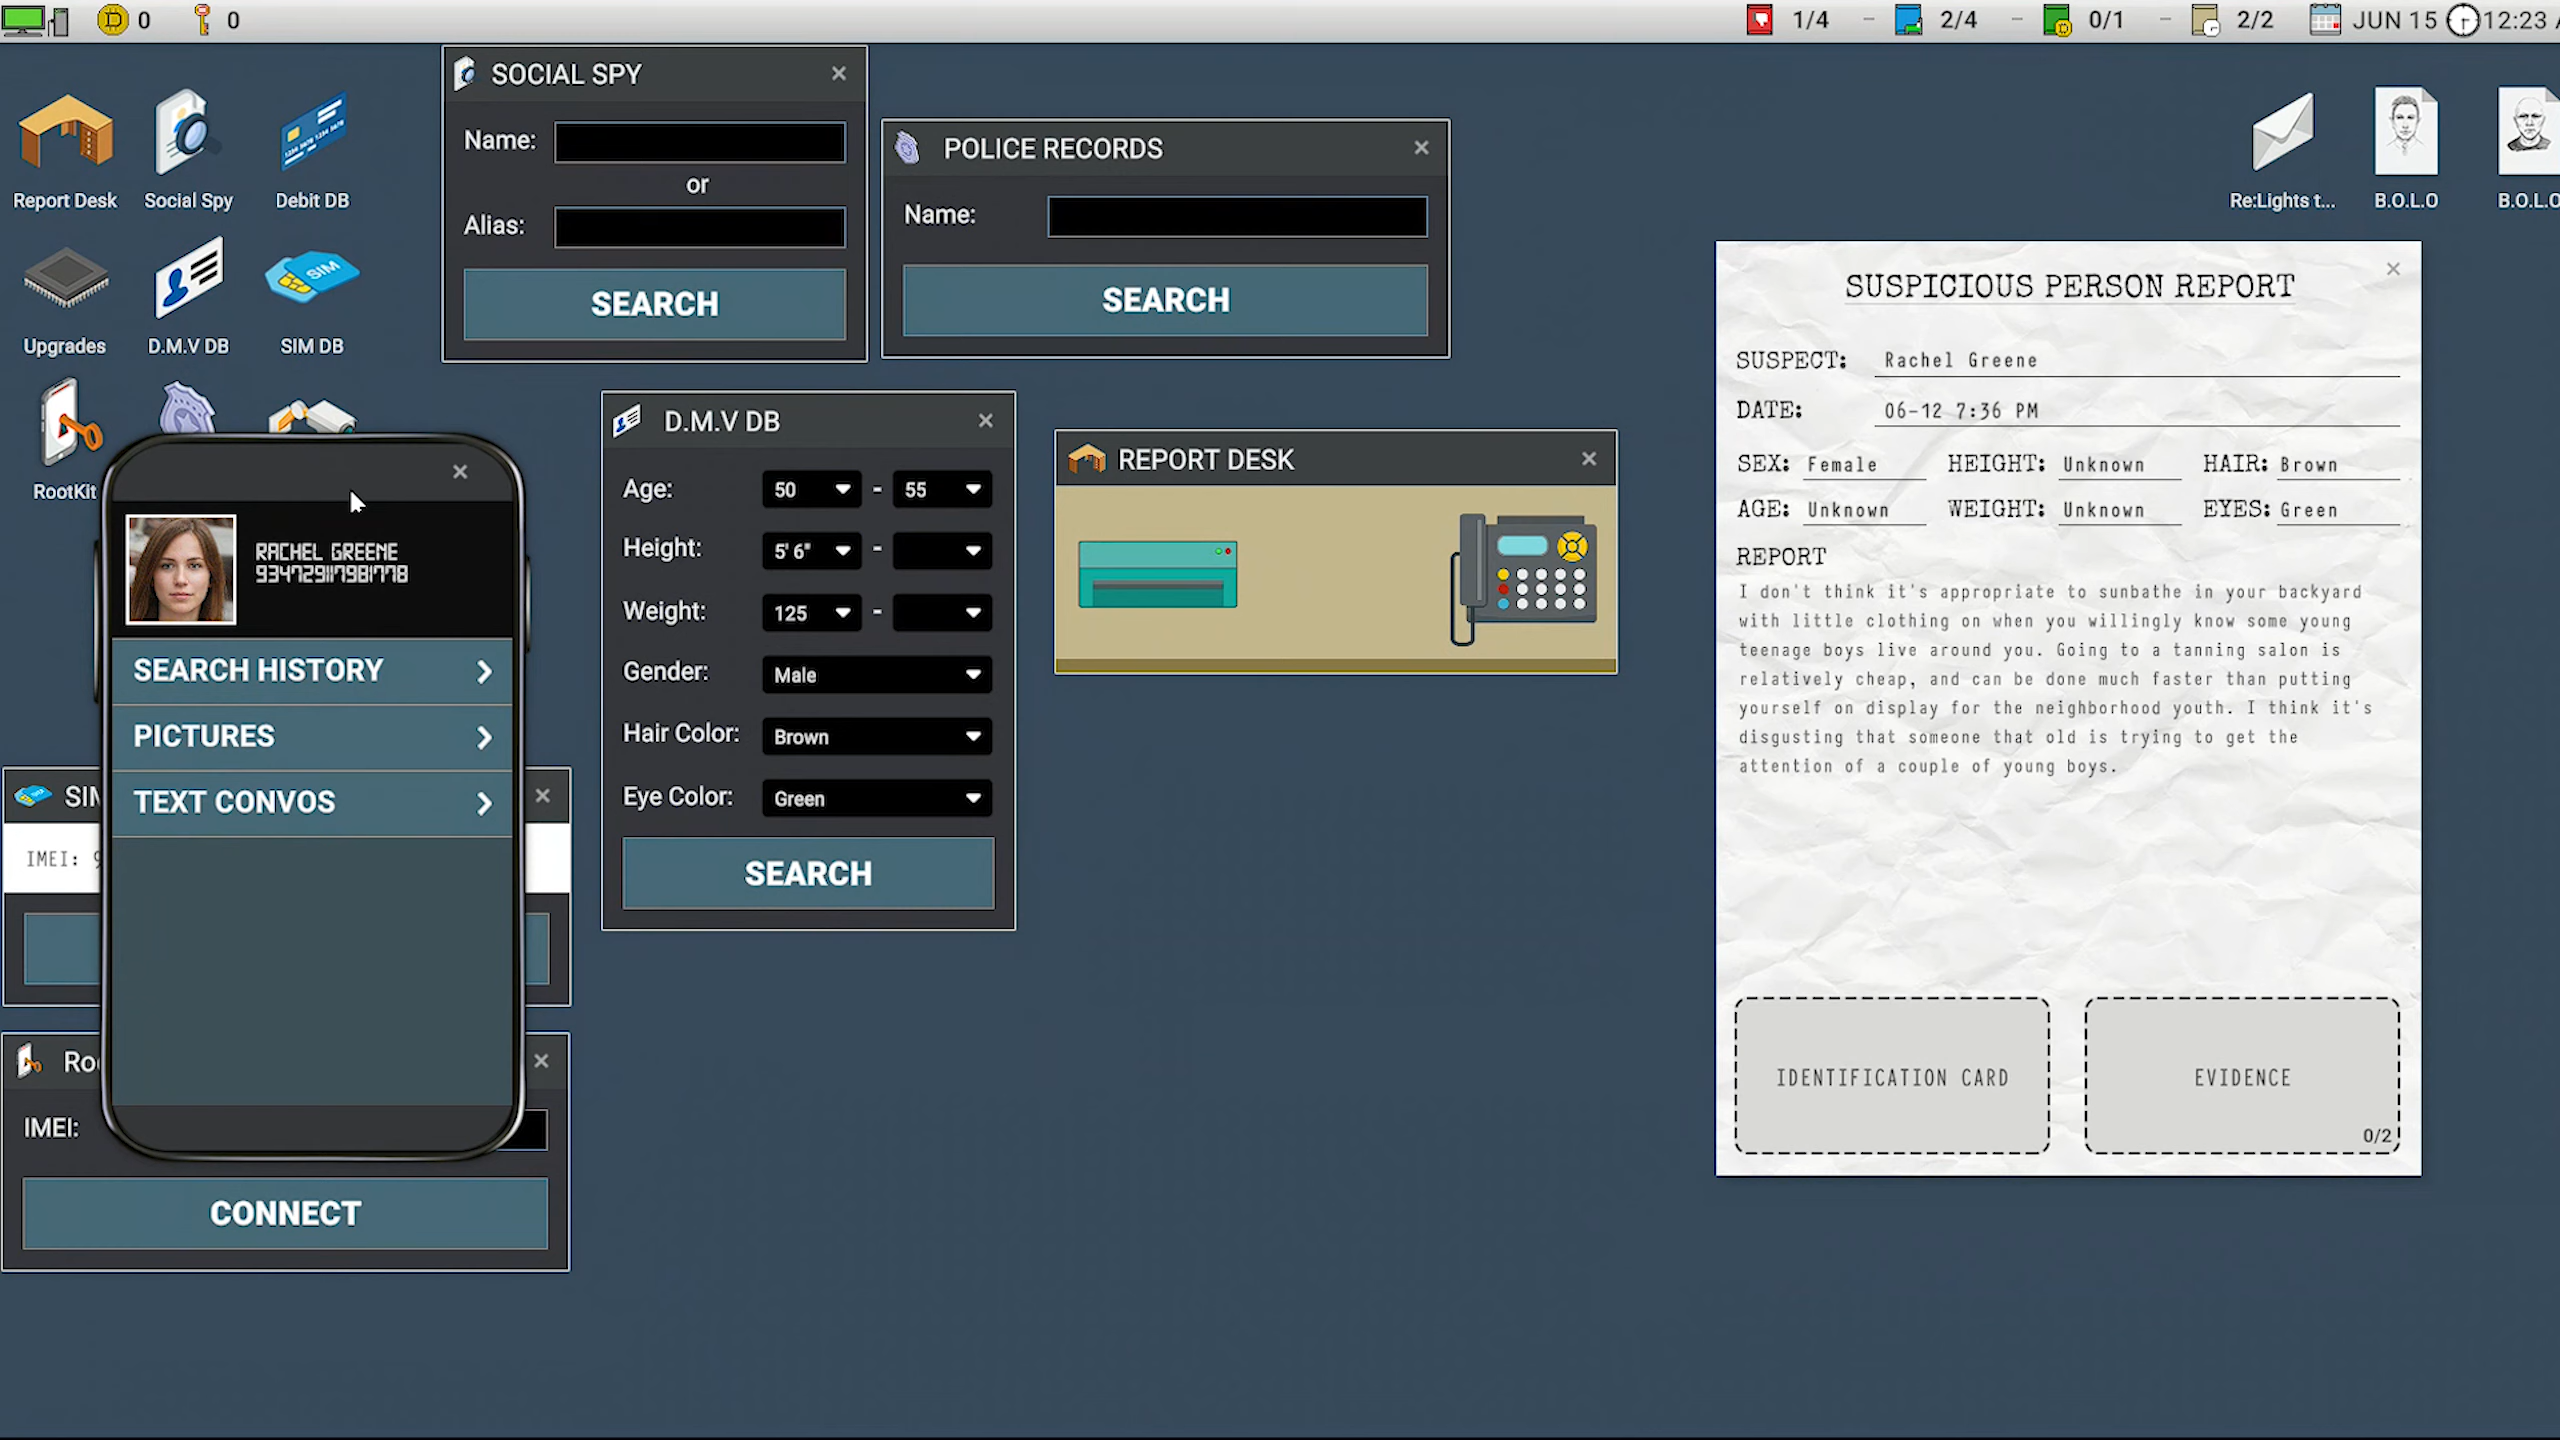 0
0
1/4 - 2/4 - 0/1 - 2/2 JUN 15 12:23
Report Desk
Social Spy
Debit DB
Upgrades
D.M.V DB
SIM DB
RootKit
SOCIAL SPY
Name:
or
Alias:
SEARCH
POLICE RECORDS
Name:
SEARCH
Re:Lights t...
B.O.L.O
B.O.L.O
RACHEL GREENE
SEARCH HISTORY
PICTURES
TEXT CONVOS
IMEI:
IMEI:
CONNECT
D.M.V DB
Age: 50 - 55
Height: 5' 6" -
Weight: 125 -
Gender: Male
Hair Color: Brown
Eye Color: Green
SEARCH
REPORT DESK
SUSPICIOUS PERSON REPORT
SUSPECT: Rachel Greene
DATE: 06-12 7:36 PM
SEX: Female HEIGHT: Unknown HAIR: Brown
AGE: Unknown WEIGHT: Unknown EYES: Green
REPORT
I don't think it's appropriate to sunbathe in your backyard
with little clothing on when you willingly know some young
teenage boys live around you. Going to a tanning salon is
relatively cheap, and can be done much faster than putting
yourself on display for the neighborhood youth. I think it's
disgusting that someone that old is trying to get the
attention of a couple of young boys.
IDENTIFICATION CARD
EVIDENCE
0/2